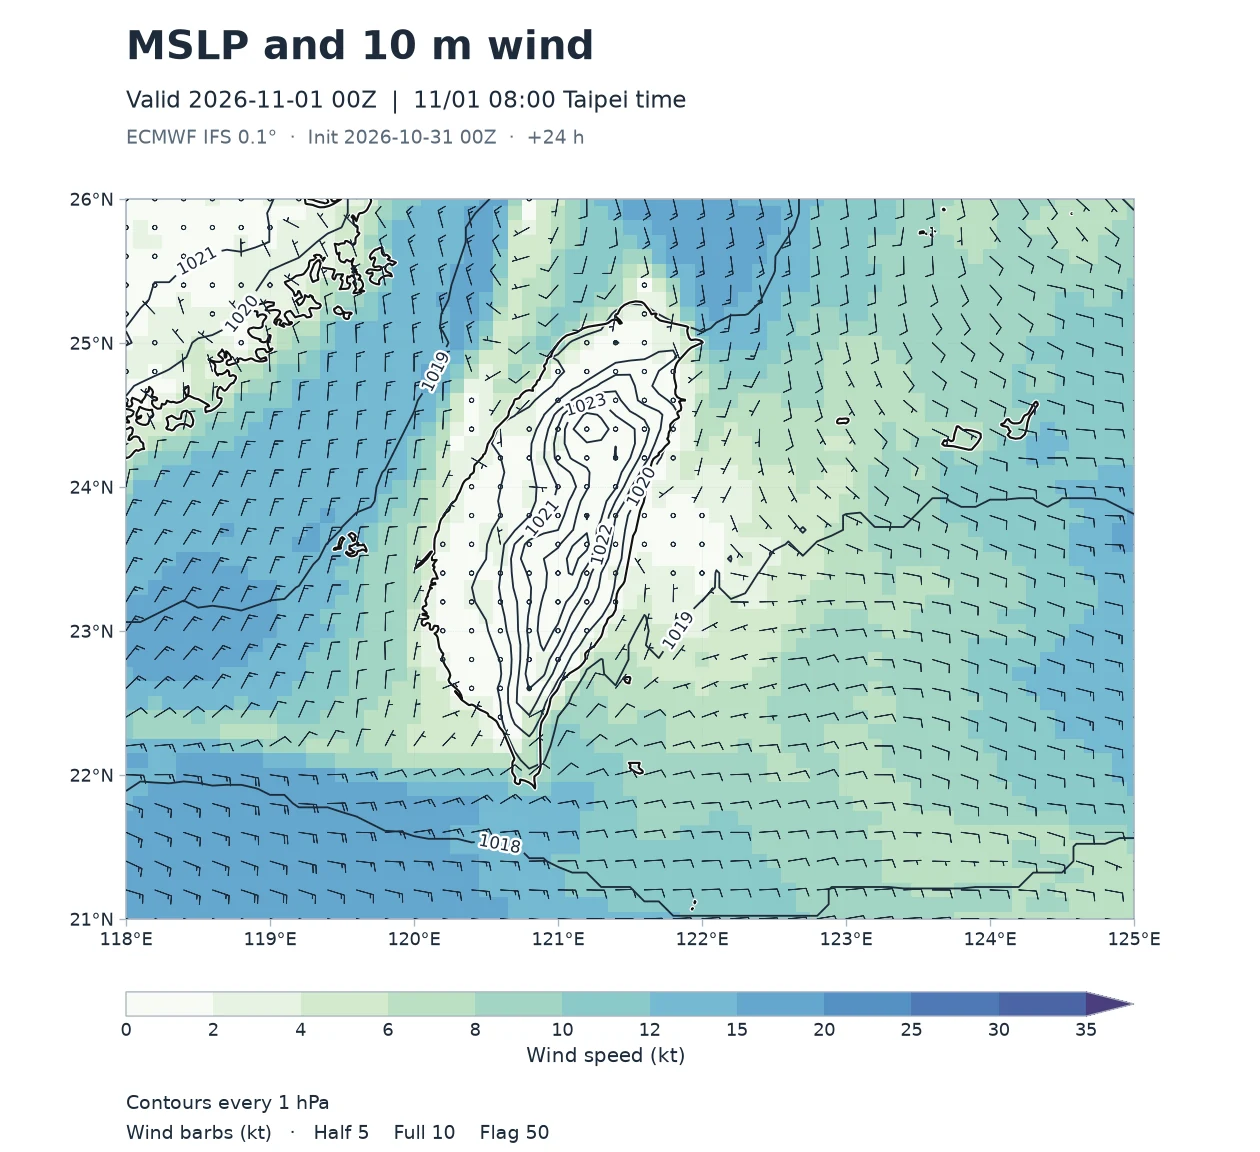 MSLP and 10 m wind
Valid 2026-11-01 00Z | 11/01 08:00 Taipei time
ECMWF IFS 0.1° · Init 2026-10-31 00Z · +24 h
26°N
1021
1020
25°N
1019
1023
24°N
1020
1021
1022
23°N
1019
22°N
1018
21°N
118°E 119°E 120°E 121°E 122°E 123°E 124°E 125°E
0 2 4 6 8 10 12 15 20 25 30 35
Wind speed (kt)
Contours every 1 hPa
Wind barbs (kt) · Half 5 Full 10 Flag 50